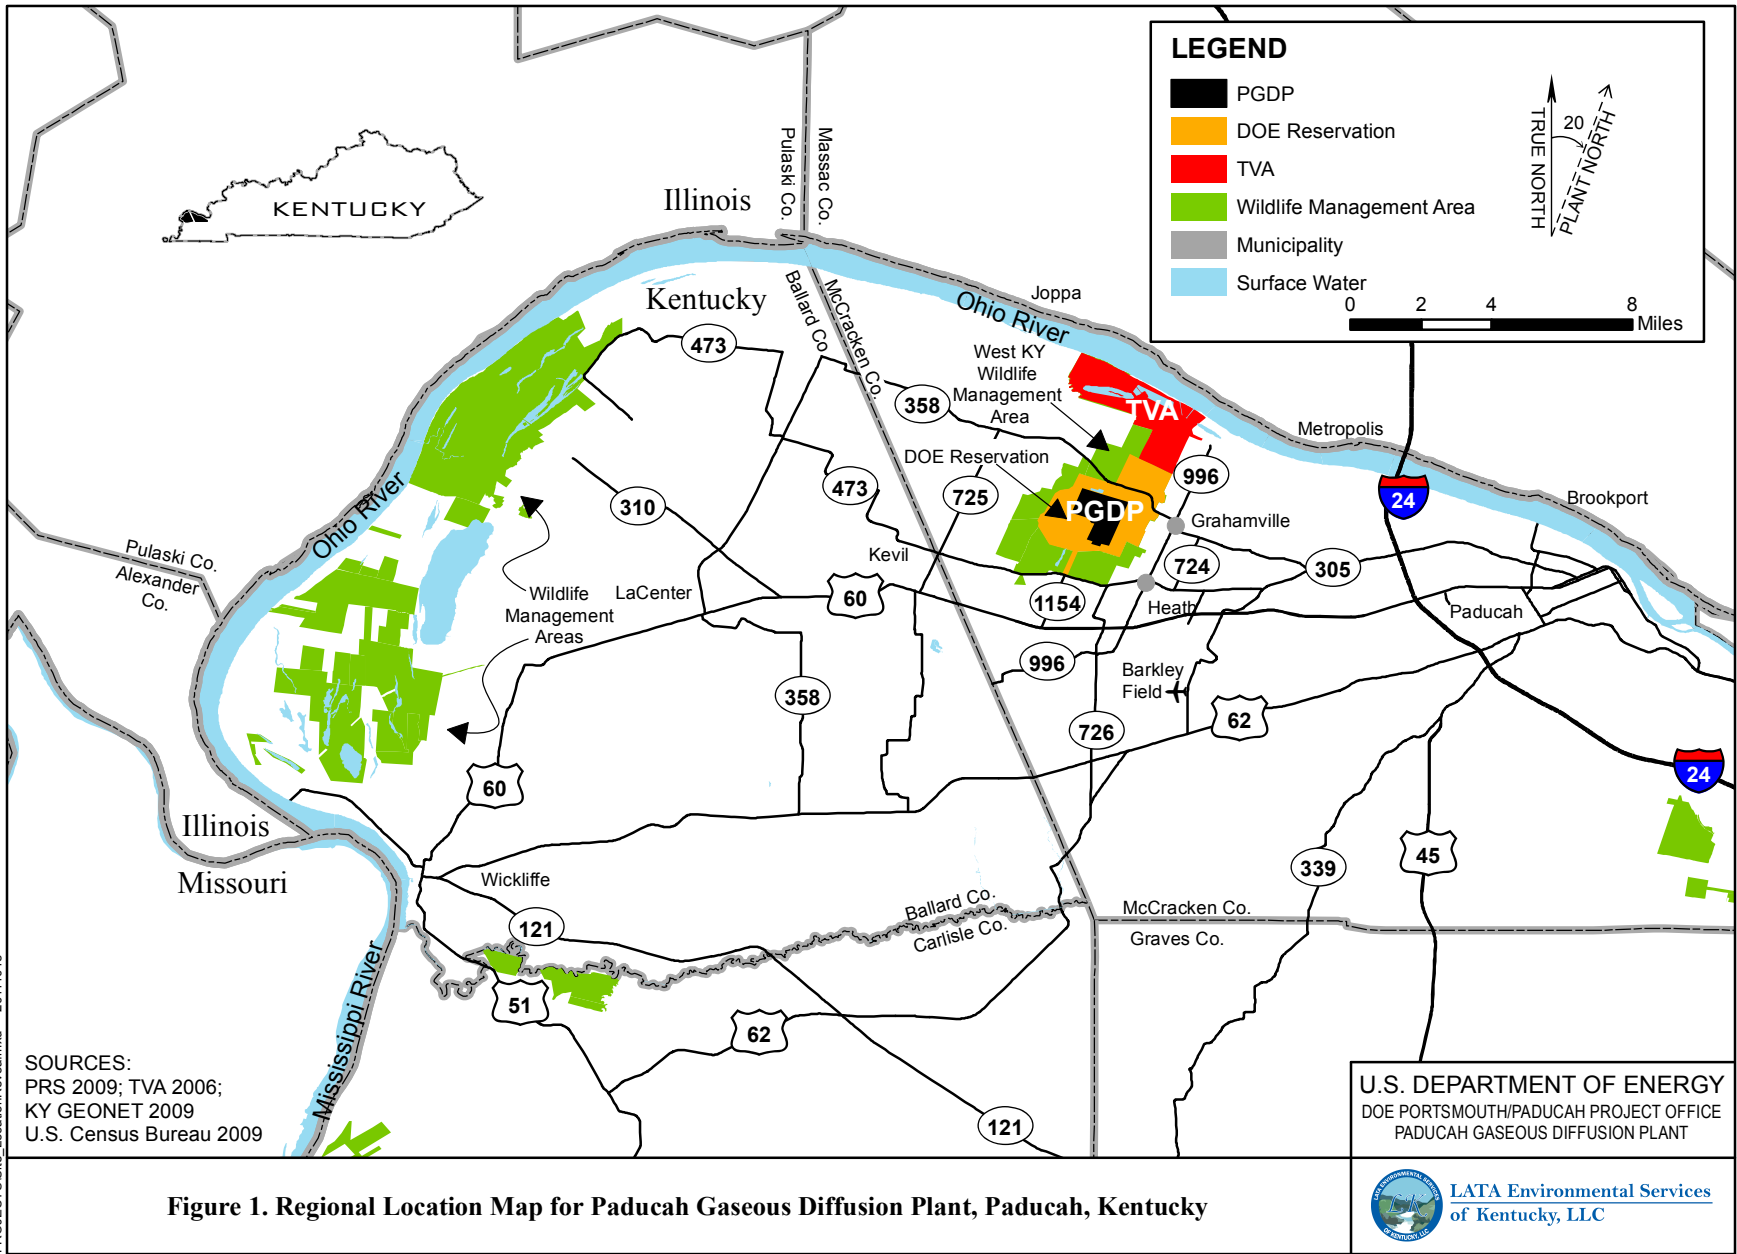 LEGEND
PGDP
DOE Reservation
TVA
Wildlife Management Area
Municipality
Surface Water
TRUE NORTH
20
PLANT NORTH
0 2 4 8
Miles
KENTUCKY
Pulaski Co.
Massac Co.
Illinois
Kentucky
Ballard Co.
McCracken Co.
Ohio River
Joppa
473
358
West KY
Wildlife
Management
Area
TVA
Metropolis
DOE Reservation
996
24
Brookport
473
725
PGDP
310
Grahamville
Ohio River
Pulaski Co.
Alexander
Co.
Kevil
724
305
Wildlife
Management
Areas
LaCenter
60
1154
Heath
Paducah
996
Barkley
Field
358
726
62
60
24
Illinois
Missouri
45
339
Wickliffe
121
Ballard Co.
Carlisle Co.
McCracken Co.
Graves Co.
Mississippi River
51
62
121
SOURCES:
PRS 2009; TVA 2006;
KY GEONET 2009
U.S. Census Bureau 2009
U.S. DEPARTMENT OF ENERGY
DOE PORTSMOUTH/PADUCAH PROJECT OFFICE
PADUCAH GASEOUS DIFFUSION PLANT
Figure 1. Regional Location Map for Paducah Gaseous Diffusion Plant, Paducah, Kentucky
LATA ENVIRONMENTAL SERVICES
OF KENTUCKY, LLC
LATA Environmental Services
of Kentucky, LLC